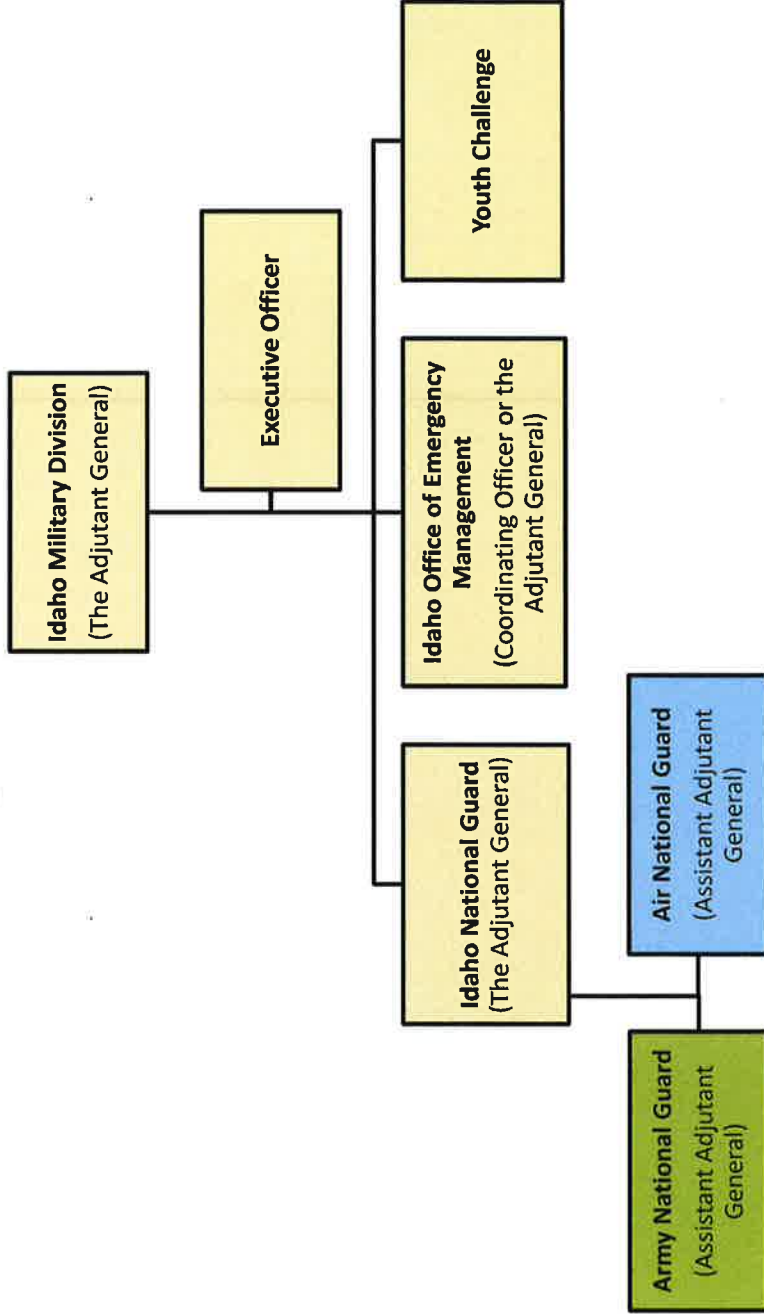 Idaho Military Division
(The Adjutant General)
Executive Officer
Idaho National Guard
(The Adjutant General)
Idaho Office of Emergency
Management
(Coordinating Officer or the
Adjutant General)
Youth Challenge
Army National Guard
(Assistant Adjutant
General)
Air National Guard
(Assistant Adjutant
General)